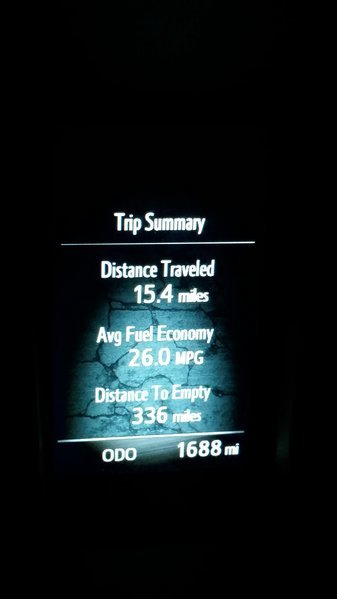 Trip Summary
Distance Traveled
15.4 miles
Avg Fuel Economy
26.0 MPG
Distance To Empty
336 miles
ODO 1688 mi